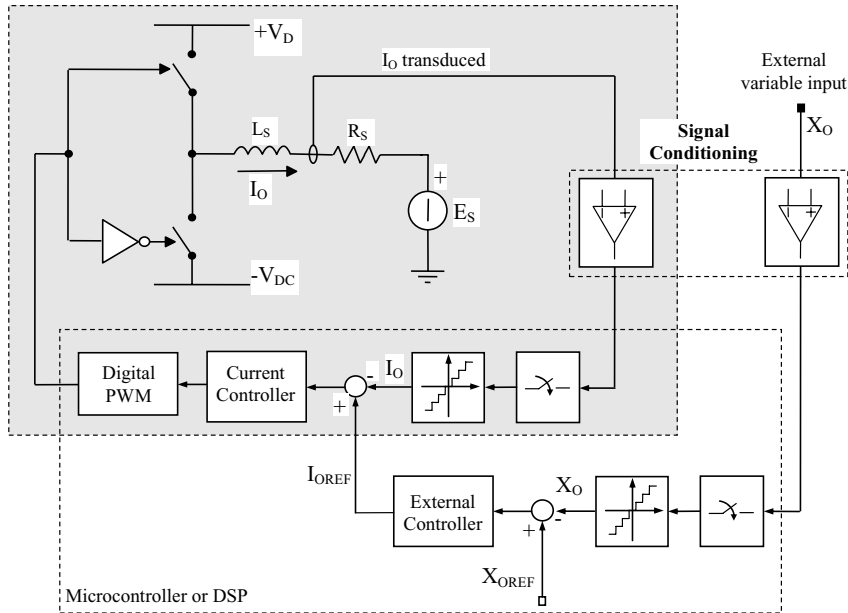 +V_D
I_O transduced
External
variable input
X_O
L_S
R_S
Signal
Conditioning
+
I_O
E_S
- +
- +
-V_DC
Digital
PWM
Current
Controller
-
I_O
+
I_OREF
X_O
External
Controller
+
-
X_OREF
Microcontroller or DSP